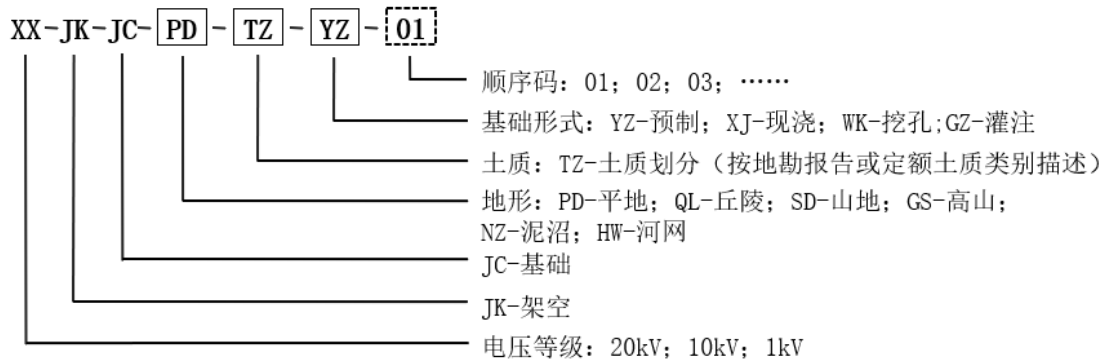 XX-JK-JC-PD-TZ-YZ-01
顺序码：01；02；03；……
基础形式：YZ-预制；XJ-现浇；WK-挖孔;GZ-灌注
土质：TZ-土质划分（按地勘报告或定额土质类别描述）
地形：PD-平地；QL-丘陵；SD-山地；GS-高山；
NZ-泥沼；HW-河网
JC-基础
JK-架空
电压等级：20kV；10kV；1kV